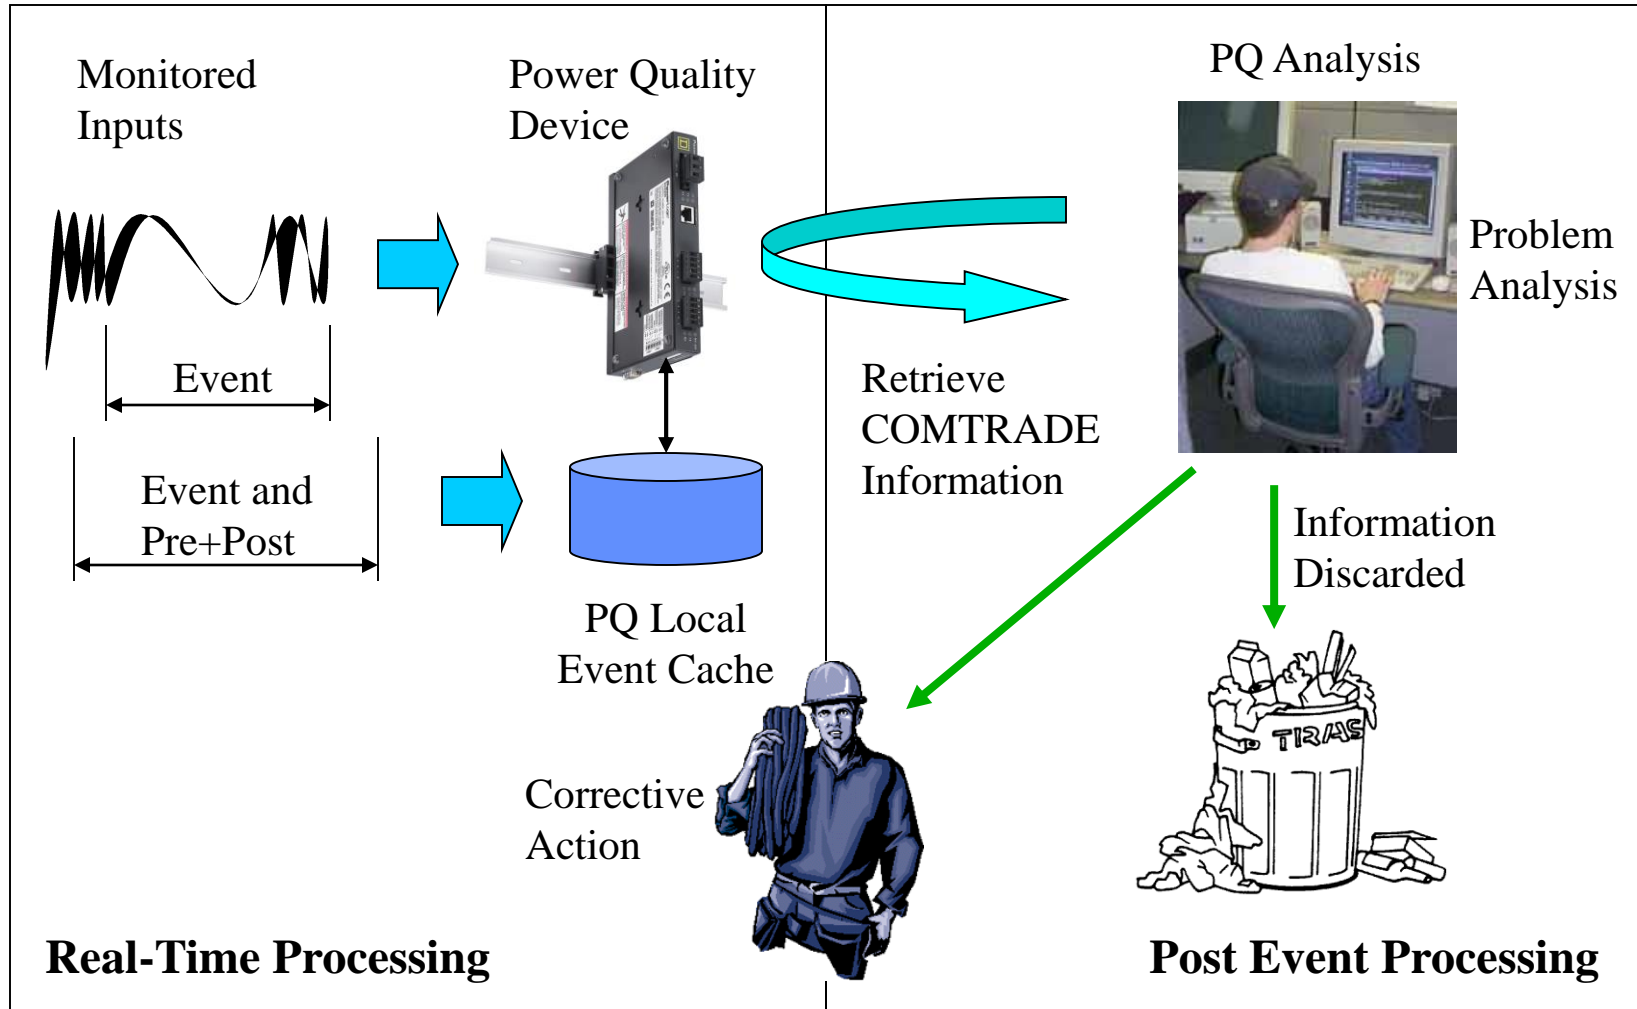 Monitored
Inputs
Power Quality
Device
PQ Analysis
Problem
Analysis
Event
Event and
Pre+Post
Retrieve
COMTRADE
Information
Information
Discarded
PQ Local
Event Cache
TRAS
Corrective
Action
Real-Time Processing
Post Event Processing